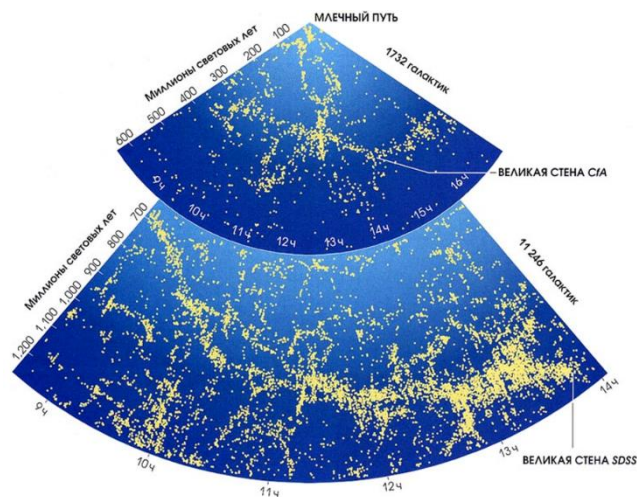 МЛЕЧНЫЙ ПУТЬ
Миллионы световых лет
100
200
300
400
500
600
1732 галактик
ВЕЛИКАЯ СТЕНА CfA
9ч
10ч
11ч
12ч
13ч
14ч
15ч
16ч
Миллионы световых лет
700
800
900
1.000
1.100
1.200
11 246 галактик
9ч
10ч
11ч
12ч
13ч
14ч
ВЕЛИКАЯ СТЕНА SDSS